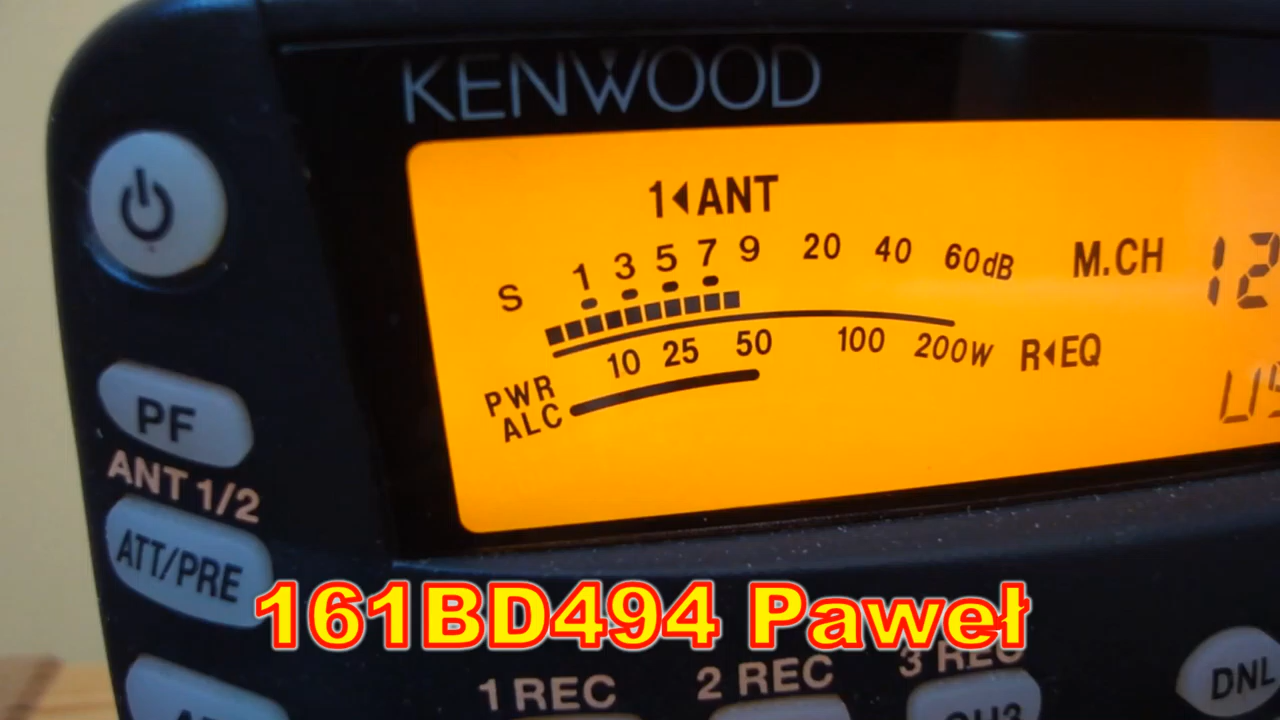 KENWOOD
1◀ANT
S 1 3 5 7 9 20 40 60dB M.CH 12
10 25 50 100 200W R◀EQ
PWR
ALC
PF
ANT 1/2
ATT/PRE
161BD494 Paweł
1 REC 2 REC 3 REC
DNL